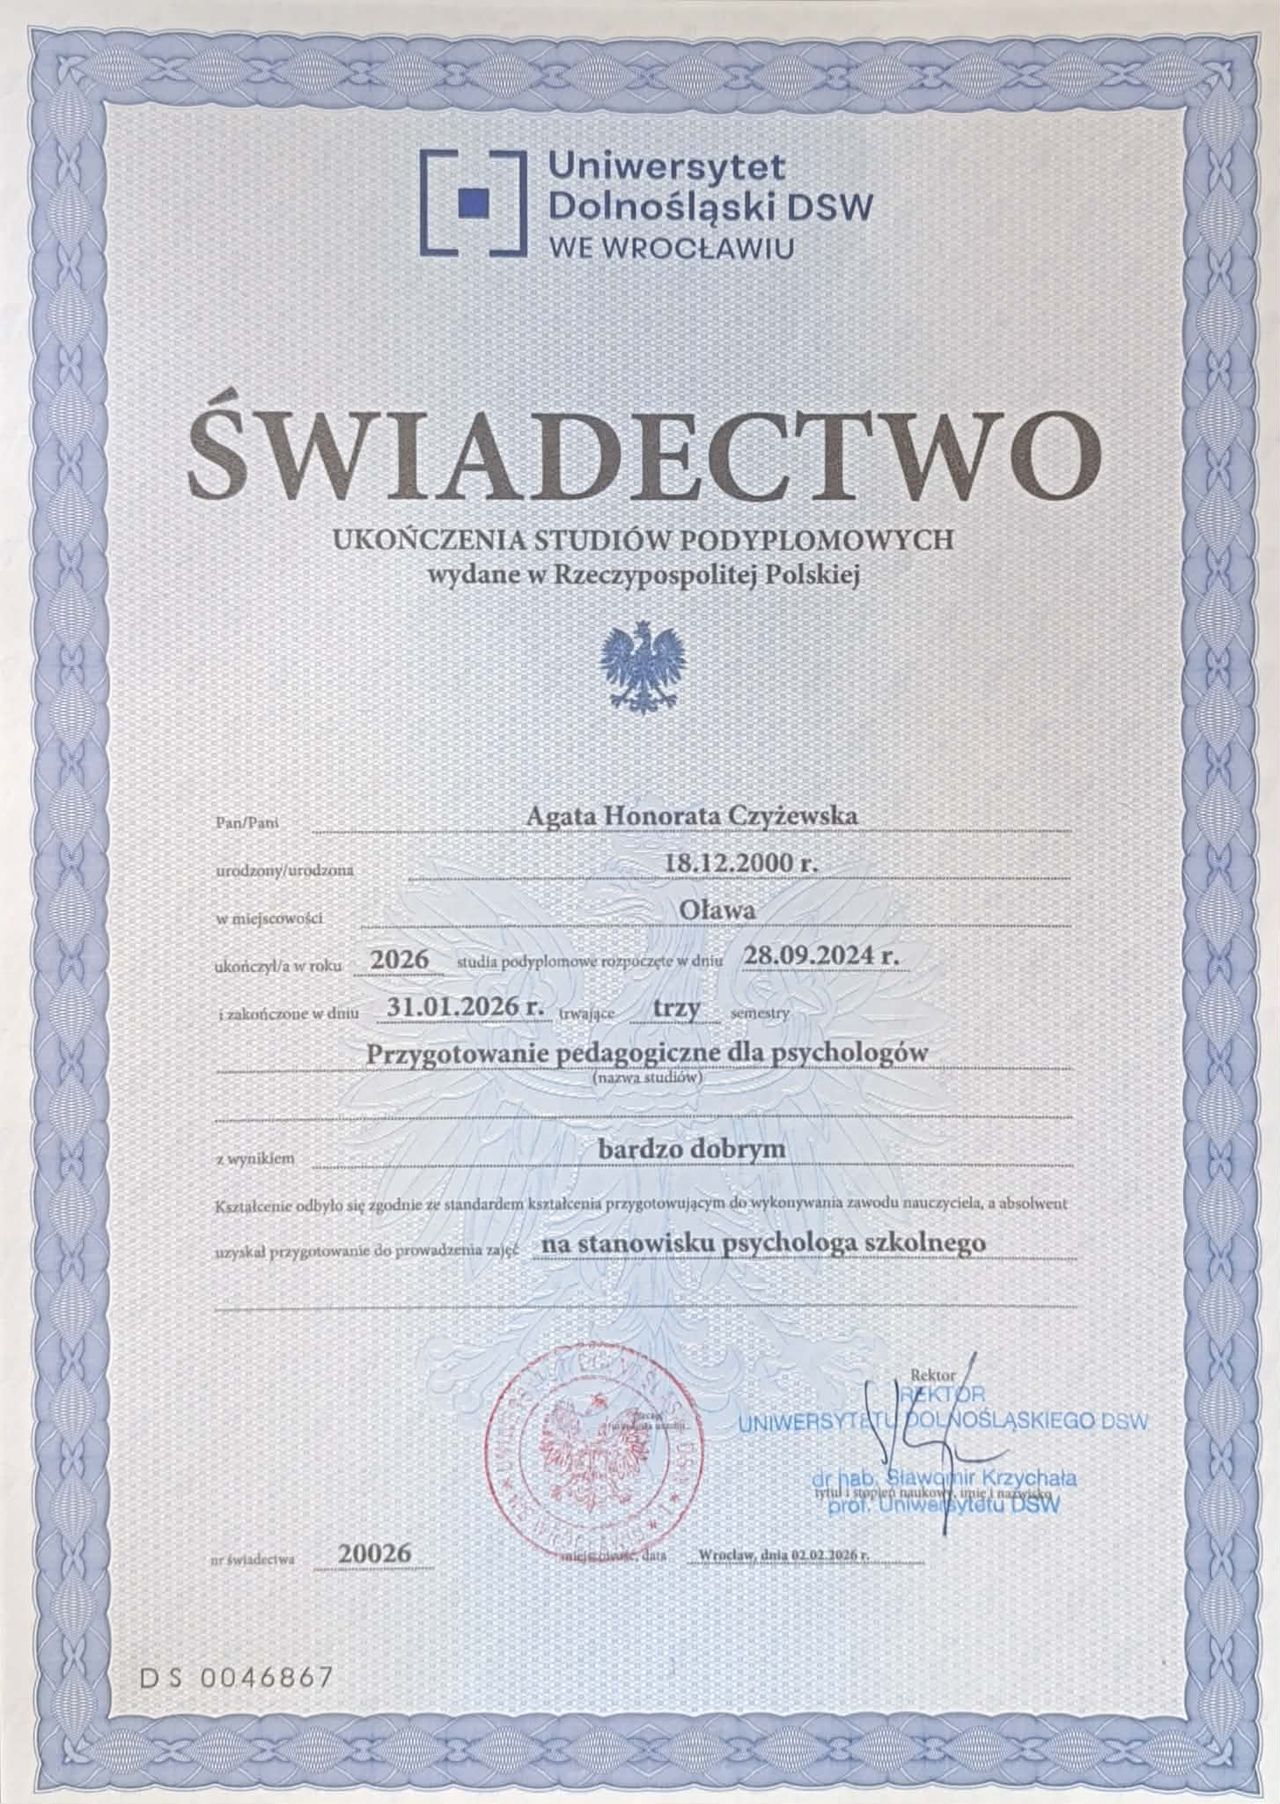 Uniwersytet
Dolnośląski DSW
WE WROCŁAWIU
ŚWIADECTWO
UKOŃCZENIA STUDIÓW PODYPLOMOWYCH
wydane w Rzeczypospolitej Polskiej
Pan/Pani Agata Honorata Czyżewska
urodzony/urodzona 18.12.2000 r.
w miejscowości Oława
ukończył/a w roku 2026 studia podyplomowe rozpoczęte w dniu 28.09.2024 r.
i zakończone w dniu 31.01.2026 r. trwające trzy semestry
Przygotowanie pedagogiczne dla psychologów
(nazwa studiów)
z wynikiem bardzo dobrym
Kształcenie odbyło się zgodnie ze standardem kształcenia przygotowującym do wykonywania zawodu nauczyciela, a absolwent
uzyskał przygotowanie do prowadzenia zajęć na stanowisku psychologa szkolnego
Rektor
REKTOR
UNIWERSYTETU DOLNOŚLĄSKIEGO DSW
dr hab. Sławomir Krzychała
tytuł i stopień naukowy, imię i nazwisko
prof. Uniwersytetu DSW
nr świadectwa 20026 miejscowość, data Wrocław, dnia 02.02.2026 r.
DS 0046867